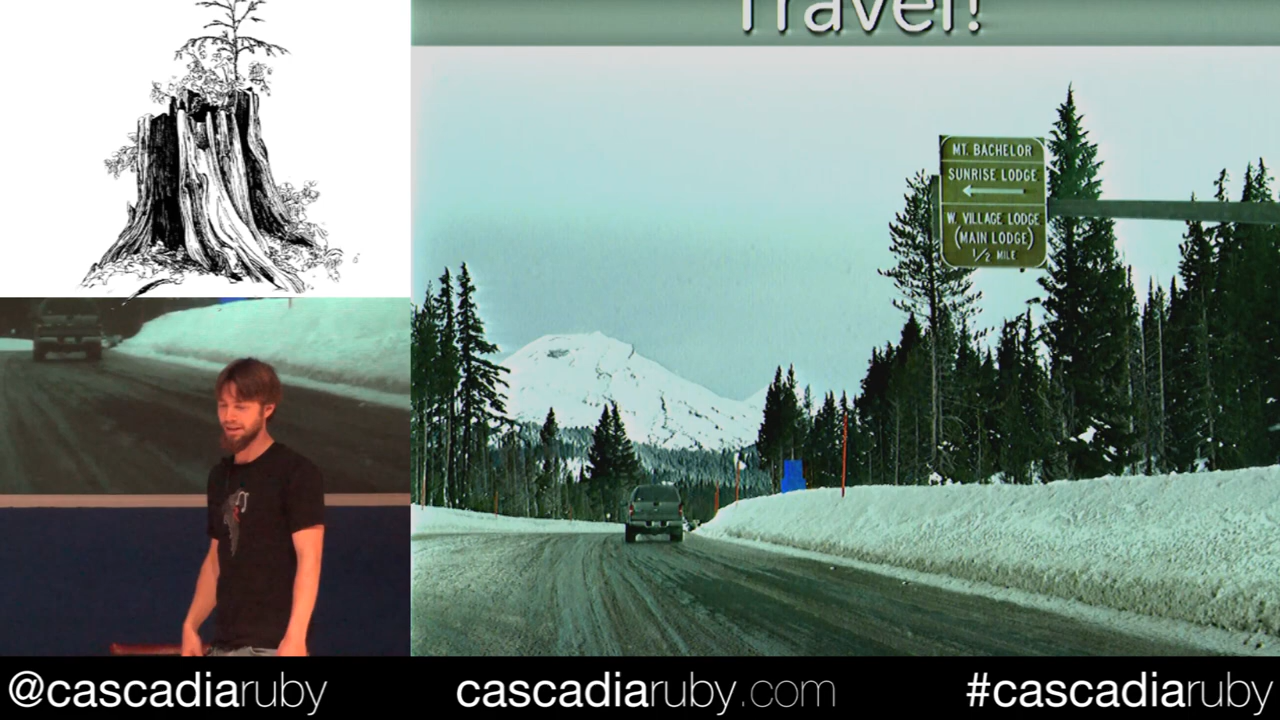 Travel!
MT. BACHELOR
SUNRISE LODGE
W. VILLAGE LODGE
(MAIN LODGE)
1/2 MILE
@cascadiaruby
cascadiaruby.com
#cascadiaruby